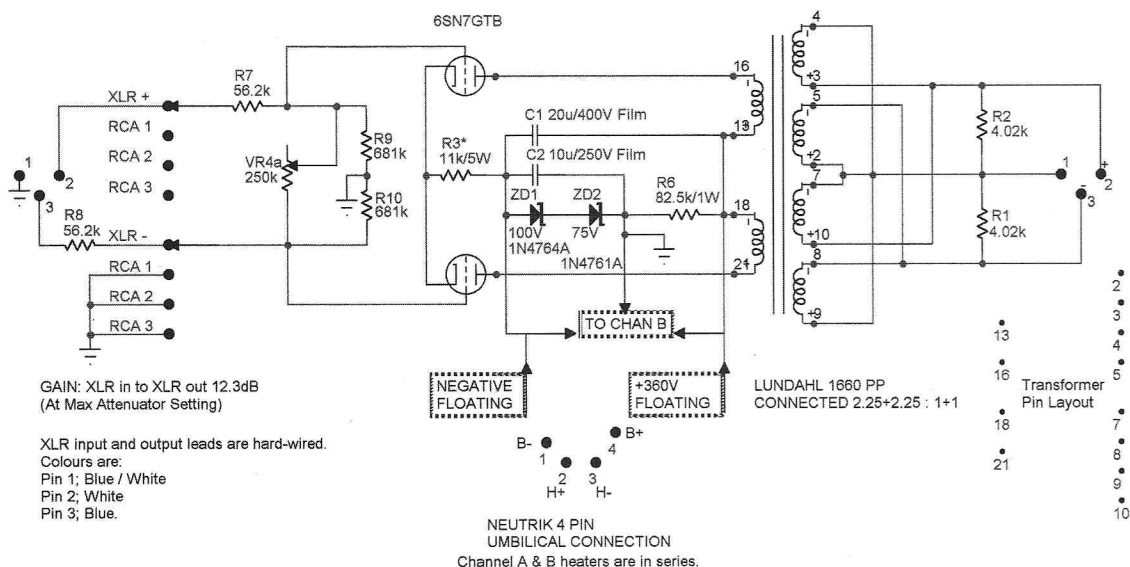 6SN7GTB
R7
56.2k
XLR +
RCA 1
RCA 2
RCA 3
1
2
3
R8
56.2k
XLR -
RCA 1
RCA 2
RCA 3
VR4a
250k
R9
681k
R10
681k
R3*
11k/5W
C1 20u/400V Film
C2 10u/250V Film
ZD1
100V
1N4764A
ZD2
75V
1N4761A
R6
82.5k/1W
16
13
18
21
4
+3
5
+2
7
+10
8
+9
R2
4.02k
R1
4.02k
1
+
2
-
3
TO CHAN B
NEGATIVE
FLOATING
+360V
FLOATING
LUNDAHL 1660 PP
CONNECTED 2.25+2.25 : 1+1
Transformer
Pin Layout
13
16
18
21
2
3
4
5
7
8
9
10
GAIN: XLR in to XLR out 12.3dB
(At Max Attenuator Setting)
XLR input and output leads are hard-wired.
Colours are:
Pin 1; Blue / White
Pin 2; White
Pin 3; Blue.
B-
1
2
H+
3
H-
4
B+
NEUTRIK 4 PIN
UMBILICAL CONNECTION
Channel A & B heaters are in series.